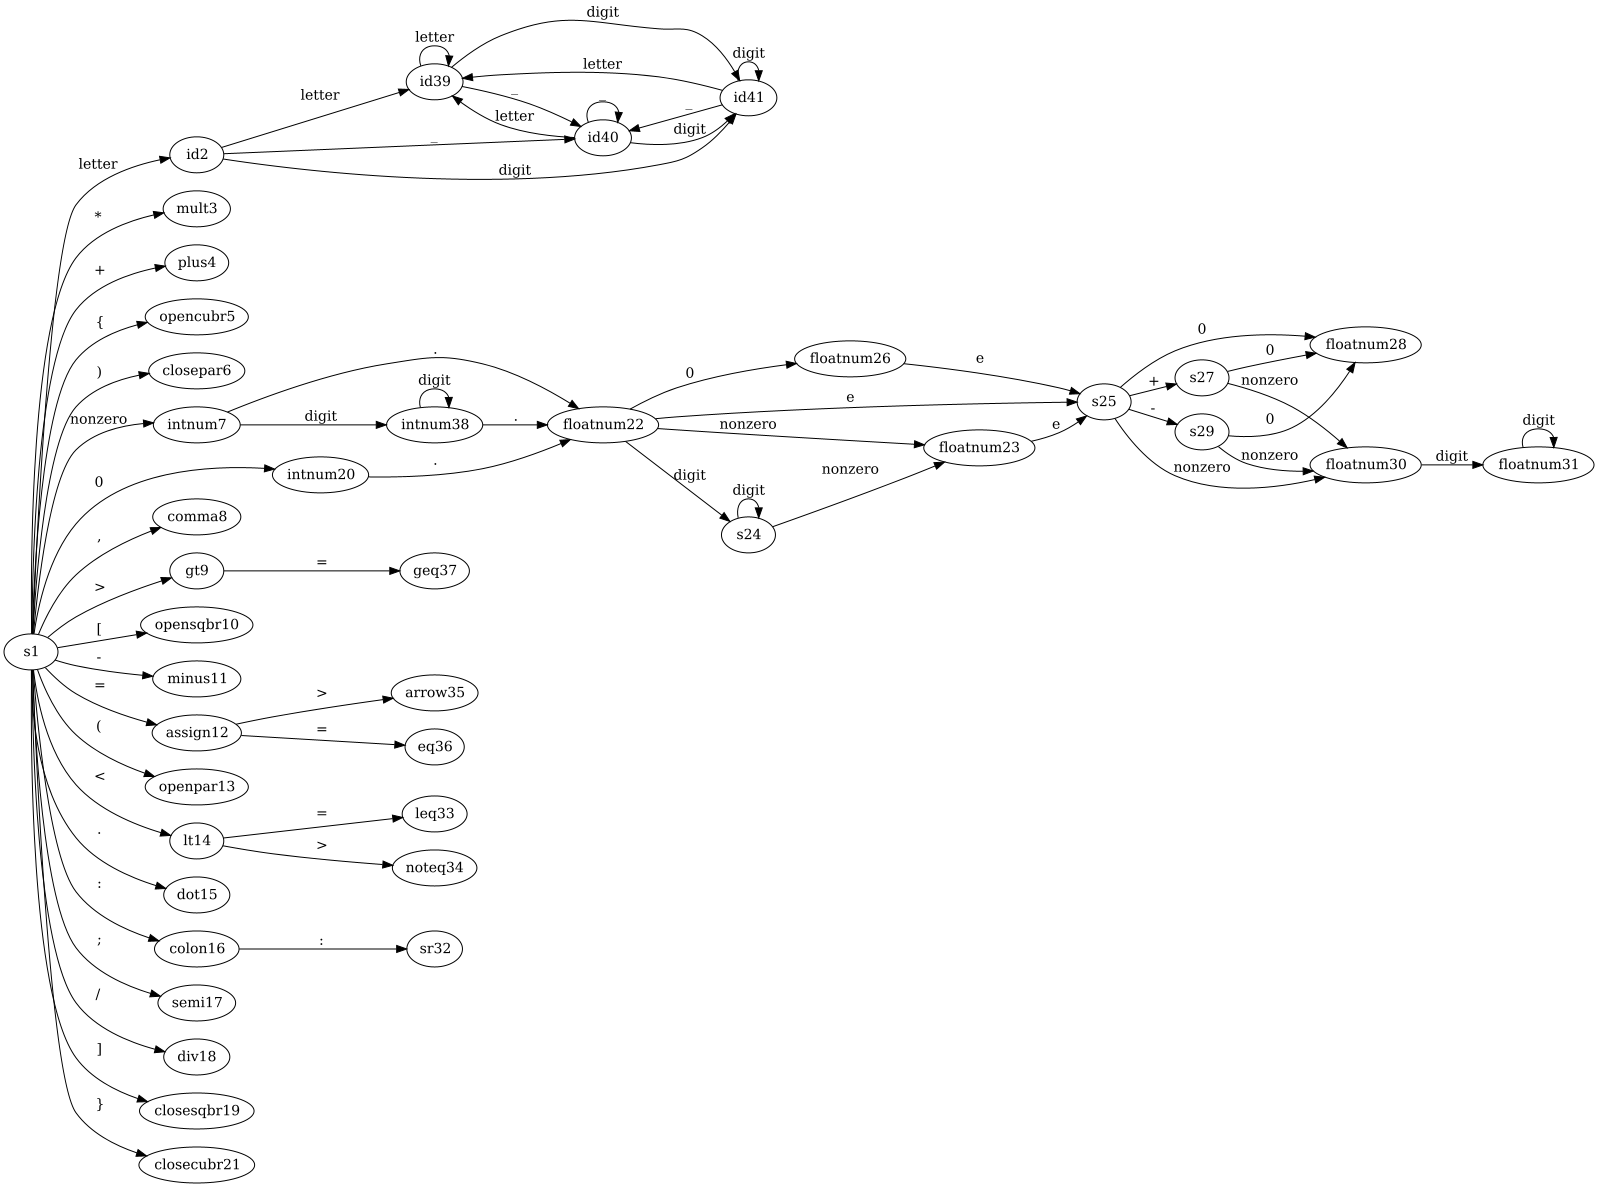 digit
letter
digit
id39
letter
id41
letter
_
_
_
id40
letter
digit
id2
_
letter
digit
*
mult3
+
plus4
{
opencubr5
)
closepar6
nonzero
intnum7
.
digit
digit
intnum38
.
floatnum22
0
intnum20
.
0
floatnum26
e
e
nonzero
floatnum23
e
digit
nonzero
digit
s24
s25
0
floatnum28
+
s27
0
nonzero
-
s29
0
nonzero
nonzero
floatnum30
digit
digit
floatnum31
,
comma8
>
gt9
=
geq37
[
opensqbr10
s1
-
minus11
=
assign12
>
arrow35
=
eq36
(
openpar13
<
lt14
=
leq33
>
noteq34
.
dot15
:
colon16
:
sr32
;
semi17
/
div18
]
closesqbr19
}
closecubr21